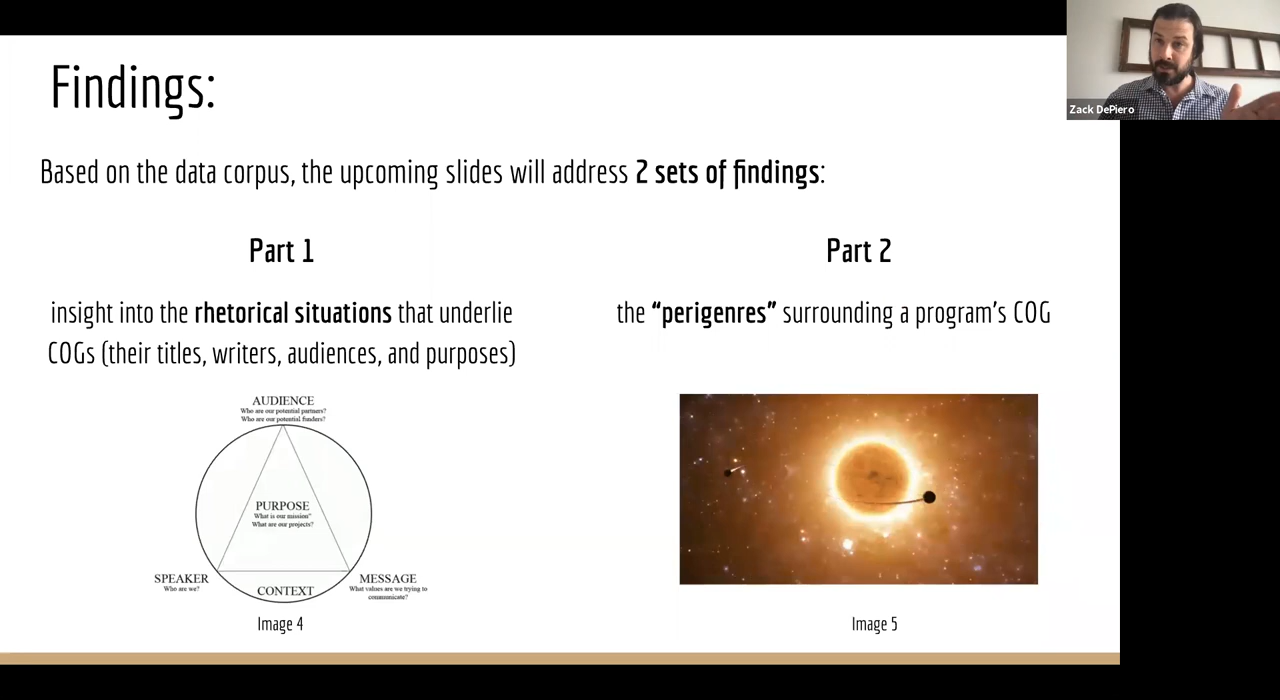 Findings:
Zack DePiero
Based on the data corpus, the upcoming slides will address 2 sets of findings:
Part 1
insight into the rhetorical situations that underlie
COGs (their titles, writers, audiences, and purposes)
AUDIENCE
Who are our potential partners?
Who are our potential funders?
PURPOSE
What is our mission?
What are our projects?
SPEAKER
Who are we?
CONTEXT
MESSAGE
What values are we trying to
communicate?
Image 4
Part 2
the “perigenres” surrounding a program’s COG
Image 5